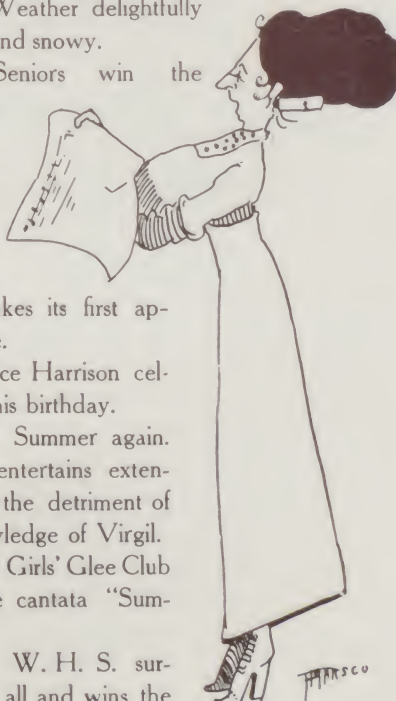 Weather delightfully
nd snowy.
Seniors win the
kes its first ap-
e.
ce Harrison cel-
his birthday.
Summer again.
entertains exten-
the detriment of
ledge of Virgil.
Girls' Glee Club
e cantata "Sum-
W. H. S. sur-
all and wins the